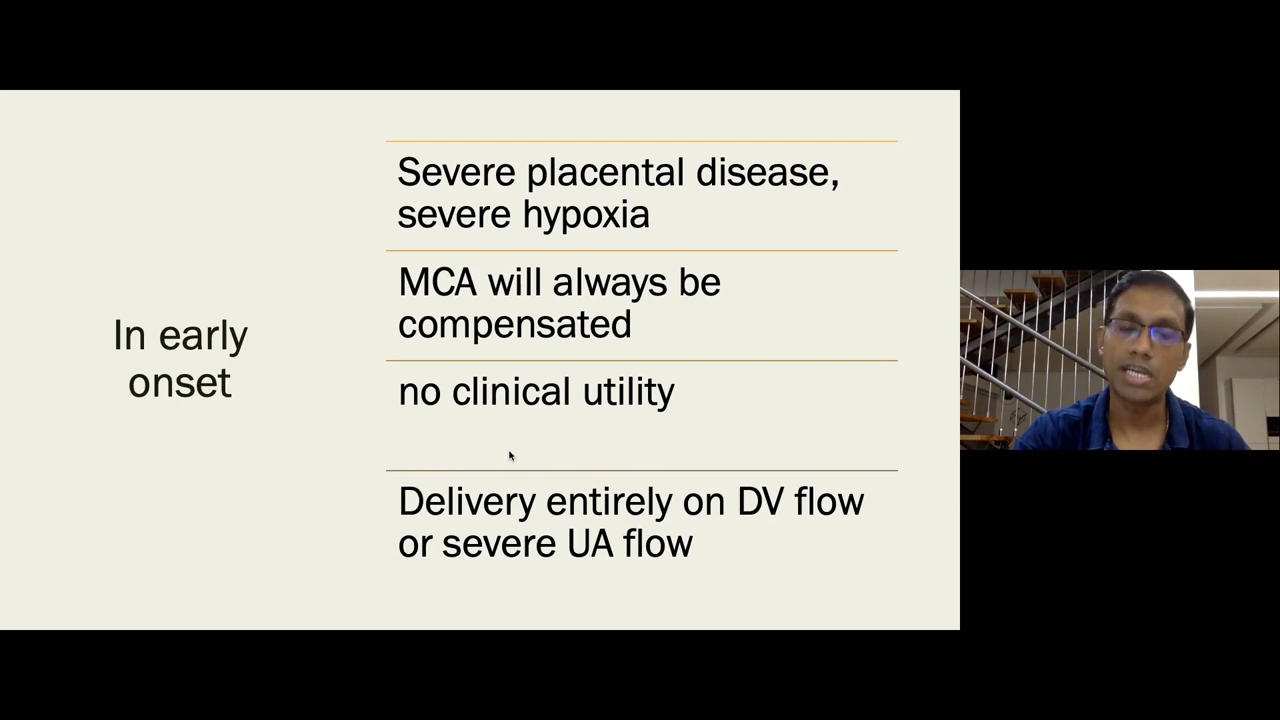 In early
onset
Severe placental disease,
severe hypoxia
MCA will always be
compensated
no clinical utility
Delivery entirely on DV flow
or severe UA flow